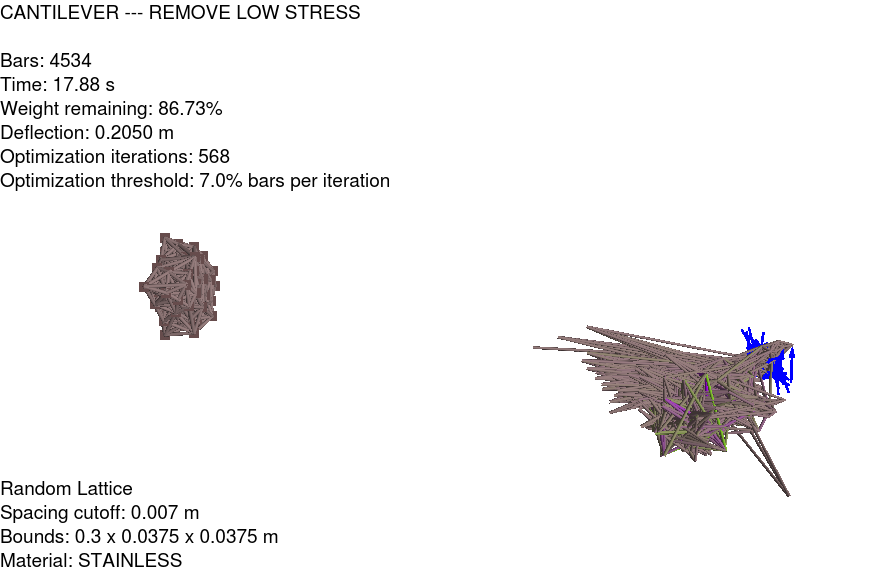 CANTILEVER --- REMOVE LOW STRESS
Bars: 4534
Time: 17.88 s
Weight remaining: 86.73%
Deflection: 0.2050 m
Optimization iterations: 568
Optimization threshold: 7.0% bars per iteration
Random Lattice
Spacing cutoff: 0.007 m
Bounds: 0.3 x 0.0375 x 0.0375 m
Material: STAINLESS